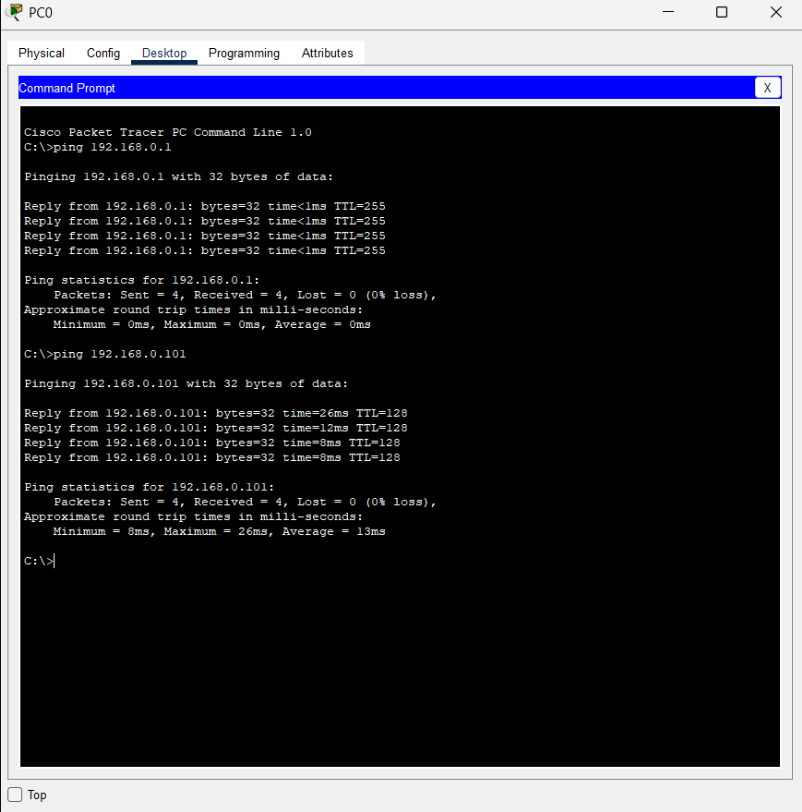 PC0
Physical Config Desktop Programming Attributes
Command Prompt
X
Cisco Packet Tracer PC Command Line 1.0
C:\>ping 192.168.0.1
Pinging 192.168.0.1 with 32 bytes of data:
Reply from 192.168.0.1: bytes=32 time<1ms TTL=255
Reply from 192.168.0.1: bytes=32 time<1ms TTL=255
Reply from 192.168.0.1: bytes=32 time<1ms TTL=255
Reply from 192.168.0.1: bytes=32 time<1ms TTL=255
Ping statistics for 192.168.0.1:
    Packets: Sent = 4, Received = 4, Lost = 0 (0% loss),
Approximate round trip times in milli-seconds:
    Minimum = 0ms, Maximum = 0ms, Average = 0ms
C:\>ping 192.168.0.101
Pinging 192.168.0.101 with 32 bytes of data:
Reply from 192.168.0.101: bytes=32 time=26ms TTL=128
Reply from 192.168.0.101: bytes=32 time=12ms TTL=128
Reply from 192.168.0.101: bytes=32 time=8ms TTL=128
Reply from 192.168.0.101: bytes=32 time=8ms TTL=128
Ping statistics for 192.168.0.101:
    Packets: Sent = 4, Received = 4, Lost = 0 (0% loss),
Approximate round trip times in milli-seconds:
    Minimum = 8ms, Maximum = 26ms, Average = 13ms
C:\>
Top